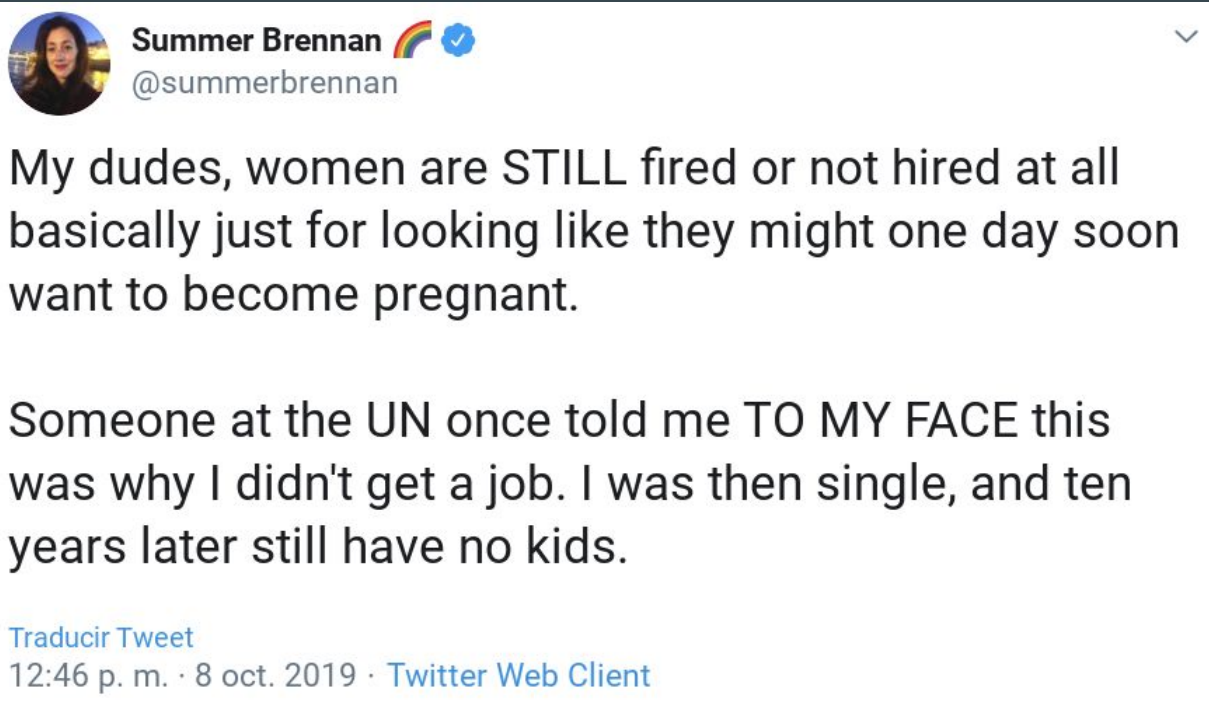 Summer Brennan
@summerbrennan
My dudes, women are STILL fired or not hired at all
basically just for looking like they might one day soon
want to become pregnant.
Someone at the UN once told me TO MY FACE this
was why I didn't get a job. I was then single, and ten
years later still have no kids.
Traducir Tweet
12:46 p. m. · 8 oct. 2019 · Twitter Web Client